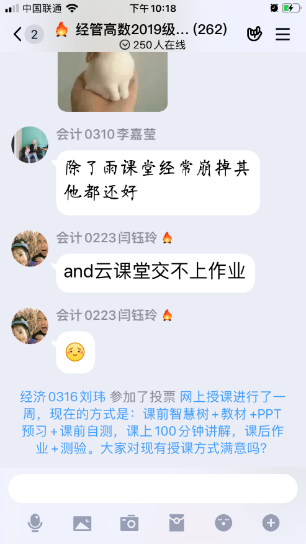 中国联通
下午10:18
2
经管高数2019级... (262)
250人在线
会计0310李嘉莹
除了雨课堂经常崩掉其
他都还好
会计0223闫钰玲
and云课堂交不上作业
会计0223闫钰玲
经济0316刘玮 参加了投票 网上授课进行了一
周，现在的方式是：课前智慧树+教材+PPT
预习+课前自测，课上100分钟讲解，课后作
业+测验。大家对现有授课方式满意吗?